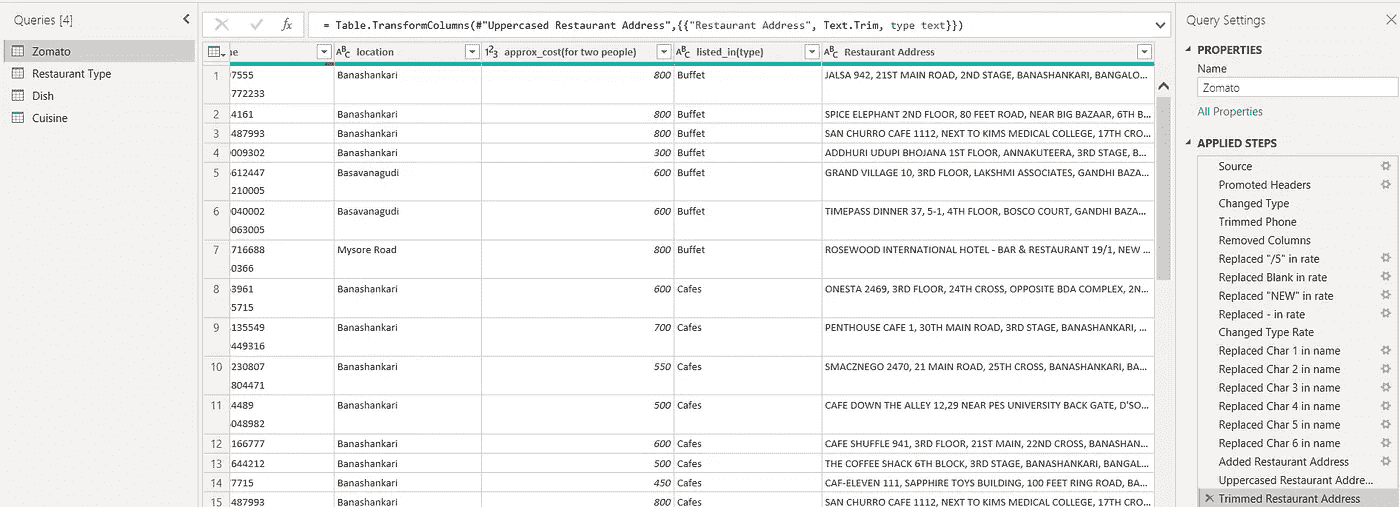 Queries [4]
fx = Table.TransformColumns(#"Uppercased Restaurant Address",{{"Restaurant Address", Text.Trim, type text}})
Query Settings
Zomato
Restaurant Type
Dish
Cuisine
ABC location 123 approx_cost(for two people) ABC listed_in(type) ABC Restaurant Address
1 7555 Banashankari 800 Buffet JALSA 942, 21ST MAIN ROAD, 2ND STAGE, BANASHANKARI, BANGALO...
772233
2 4161 Banashankari 800 Buffet SPICE ELEPHANT 2ND FLOOR, 80 FEET ROAD, NEAR BIG BAZAAR, 6TH B...
3 487993 Banashankari 800 Buffet SAN CHURRO CAFE 1112, NEXT TO KIMS MEDICAL COLLEGE, 17TH CRO...
4 009302 Banashankari 300 Buffet ADDHURI UDUPI BHOJANA 1ST FLOOR, ANNAKUTEERA, 3RD STAGE, B...
5 612447 Basavanagudi 600 Buffet GRAND VILLAGE 10, 3RD FLOOR, LAKSHMI ASSOCIATES, GANDHI BAZA...
210005
6 040002 Basavanagudi 600 Buffet TIMEPASS DINNER 37, 5-1, 4TH FLOOR, BOSCO COURT, GANDHI BAZA...
063005
7 716688 Mysore Road 800 Buffet ROSEWOOD INTERNATIONAL HOTEL - BAR & RESTAURANT 19/1, NEW ...
0366
8 3961 Banashankari 600 Cafes ONESTA 2469, 3RD FLOOR, 24TH CROSS, OPPOSITE BDA COMPLEX, 2N...
5715
9 135549 Banashankari 700 Cafes PENTHOUSE CAFE 1, 30TH MAIN ROAD, 3RD STAGE, BANASHANKARI, ...
449316
10 230807 Banashankari 550 Cafes SMACZNEGO 2470, 21 MAIN ROAD, 25TH CROSS, BANASHANKARI, BA...
804471
11 4489 Banashankari 500 Cafes CAFE DOWN THE ALLEY 12,29 NEAR PES UNIVERSITY BACK GATE, D'SO...
048982
12 166777 Banashankari 600 Cafes CAFE SHUFFLE 941, 3RD FLOOR, 21ST MAIN, 22ND CROSS, BANASHAN...
13 644212 Banashankari 500 Cafes THE COFFEE SHACK 6TH BLOCK, 3RD STAGE, BANASHANKARI, BANGAL...
14 7715 Banashankari 450 Cafes CAF-ELEVEN 111, SAPPHIRE TOYS BUILDING, 100 FEET RING ROAD, BA...
15 487993 Banashankari 800 Cafes SAN CHURRO CAFE 1112, NEXT TO KIMS MEDICAL COLLEGE, 17TH CRO...
PROPERTIES
Name
Zomato
All Properties
APPLIED STEPS
Source
Promoted Headers
Changed Type
Trimmed Phone
Removed Columns
Replaced "/5" in rate
Replaced Blank in rate
Replaced "NEW" in rate
Replaced - in rate
Changed Type Rate
Replaced Char 1 in name
Replaced Char 2 in name
Replaced Char 3 in name
Replaced Char 4 in name
Replaced Char 5 in name
Replaced Char 6 in name
Added Restaurant Address
Uppercased Restaurant Addre...
Trimmed Restaurant Address